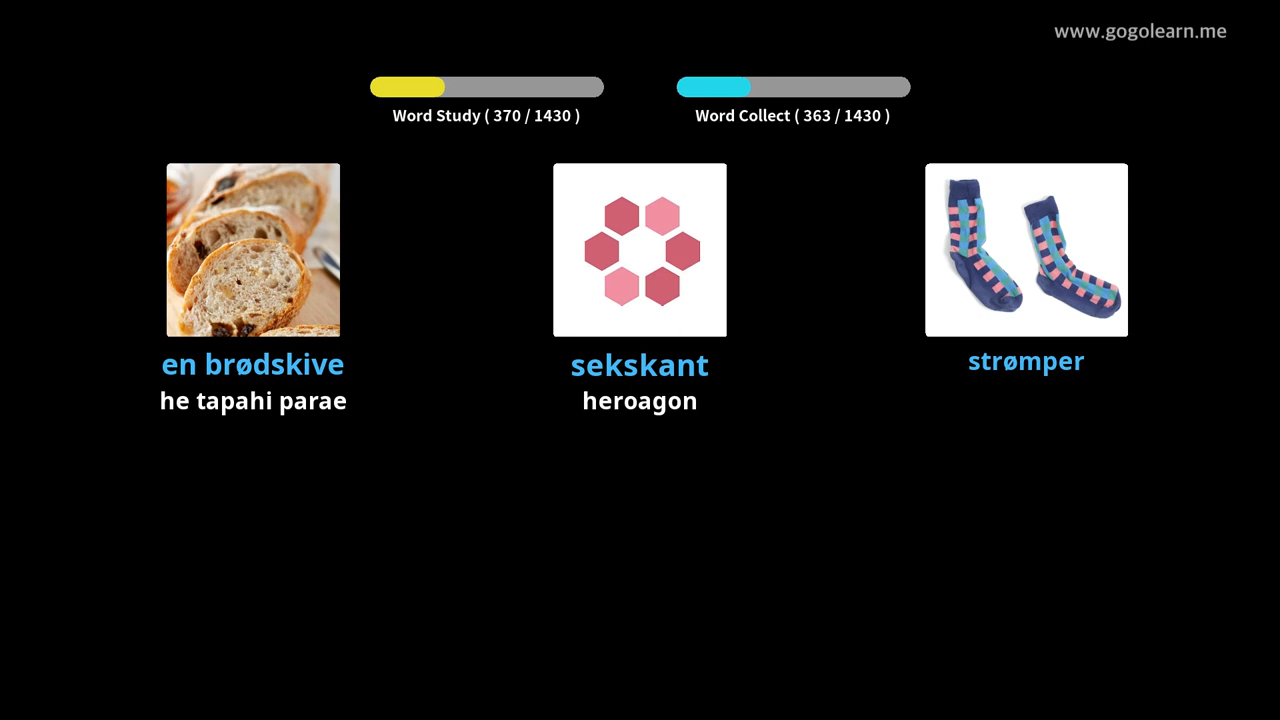 www.gogolearn.me
Word Study ( 370 / 1430 )
Word Collect ( 363 / 1430 )
en brødskive
he tapahi parae
sekskant
heroagon
strømper